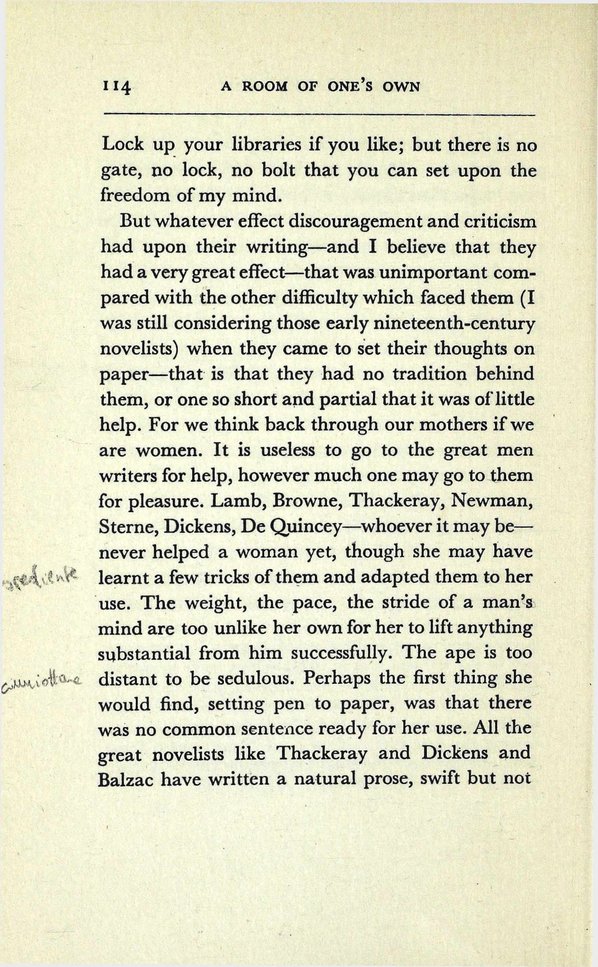 114 A ROOM OF ONE'S OWN
Lock up your libraries if you like; but there is no
gate, no lock, no bolt that you can set upon the
freedom of my mind.
But whatever effect discouragement and criticism
had upon their writing—and I believe that they
had a very great effect—that was unimportant com-
pared with the other difficulty which faced them (I
was still considering those early nineteenth-century
novelists) when they came to set their thoughts on
paper—that is that they had no tradition behind
them, or one so short and partial that it was of little
help. For we think back through our mothers if we
are women. It is useless to go to the great men
writers for help, however much one may go to them
for pleasure. Lamb, Browne, Thackeray, Newman,
Sterne, Dickens, De Quincey—whoever it may be—
never helped a woman yet, though she may have
learnt a few tricks of them and adapted them to her
use. The weight, the pace, the stride of a man's
mind are too unlike her own for her to lift anything
substantial from him successfully. The ape is too
distant to be sedulous. Perhaps the first thing she
would find, setting pen to paper, was that there
was no common sentence ready for her use. All the
great novelists like Thackeray and Dickens and
Balzac have written a natural prose, swift but not